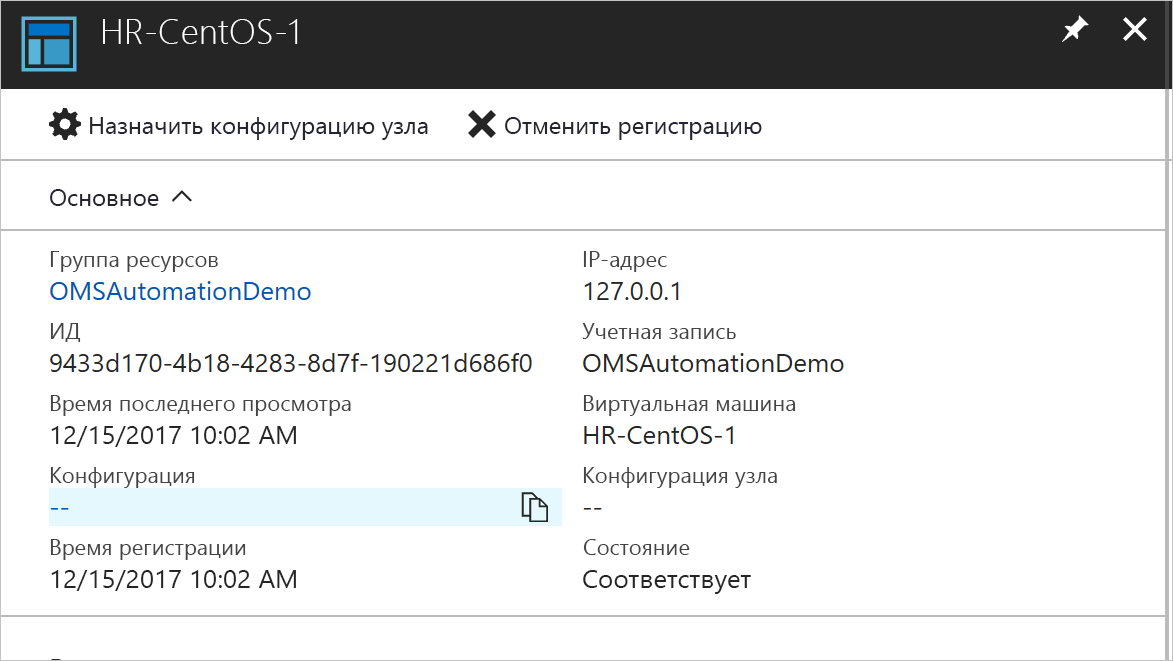 HR-CentOS-1
Назначить конфигурацию узла
Отменить регистрацию
Основное
Группа ресурсов
OMSAutomationDemo
ИД
9433d170-4b18-4283-8d7f-190221d686f0
Время последнего просмотра
12/15/2017 10:02 AM
Конфигурация
--
Время регистрации
12/15/2017 10:02 AM
IP-адрес
127.0.0.1
Учетная запись
OMSAutomationDemo
Виртуальная машина
HR-CentOS-1
Конфигурация узла
--
Состояние
Соответствует